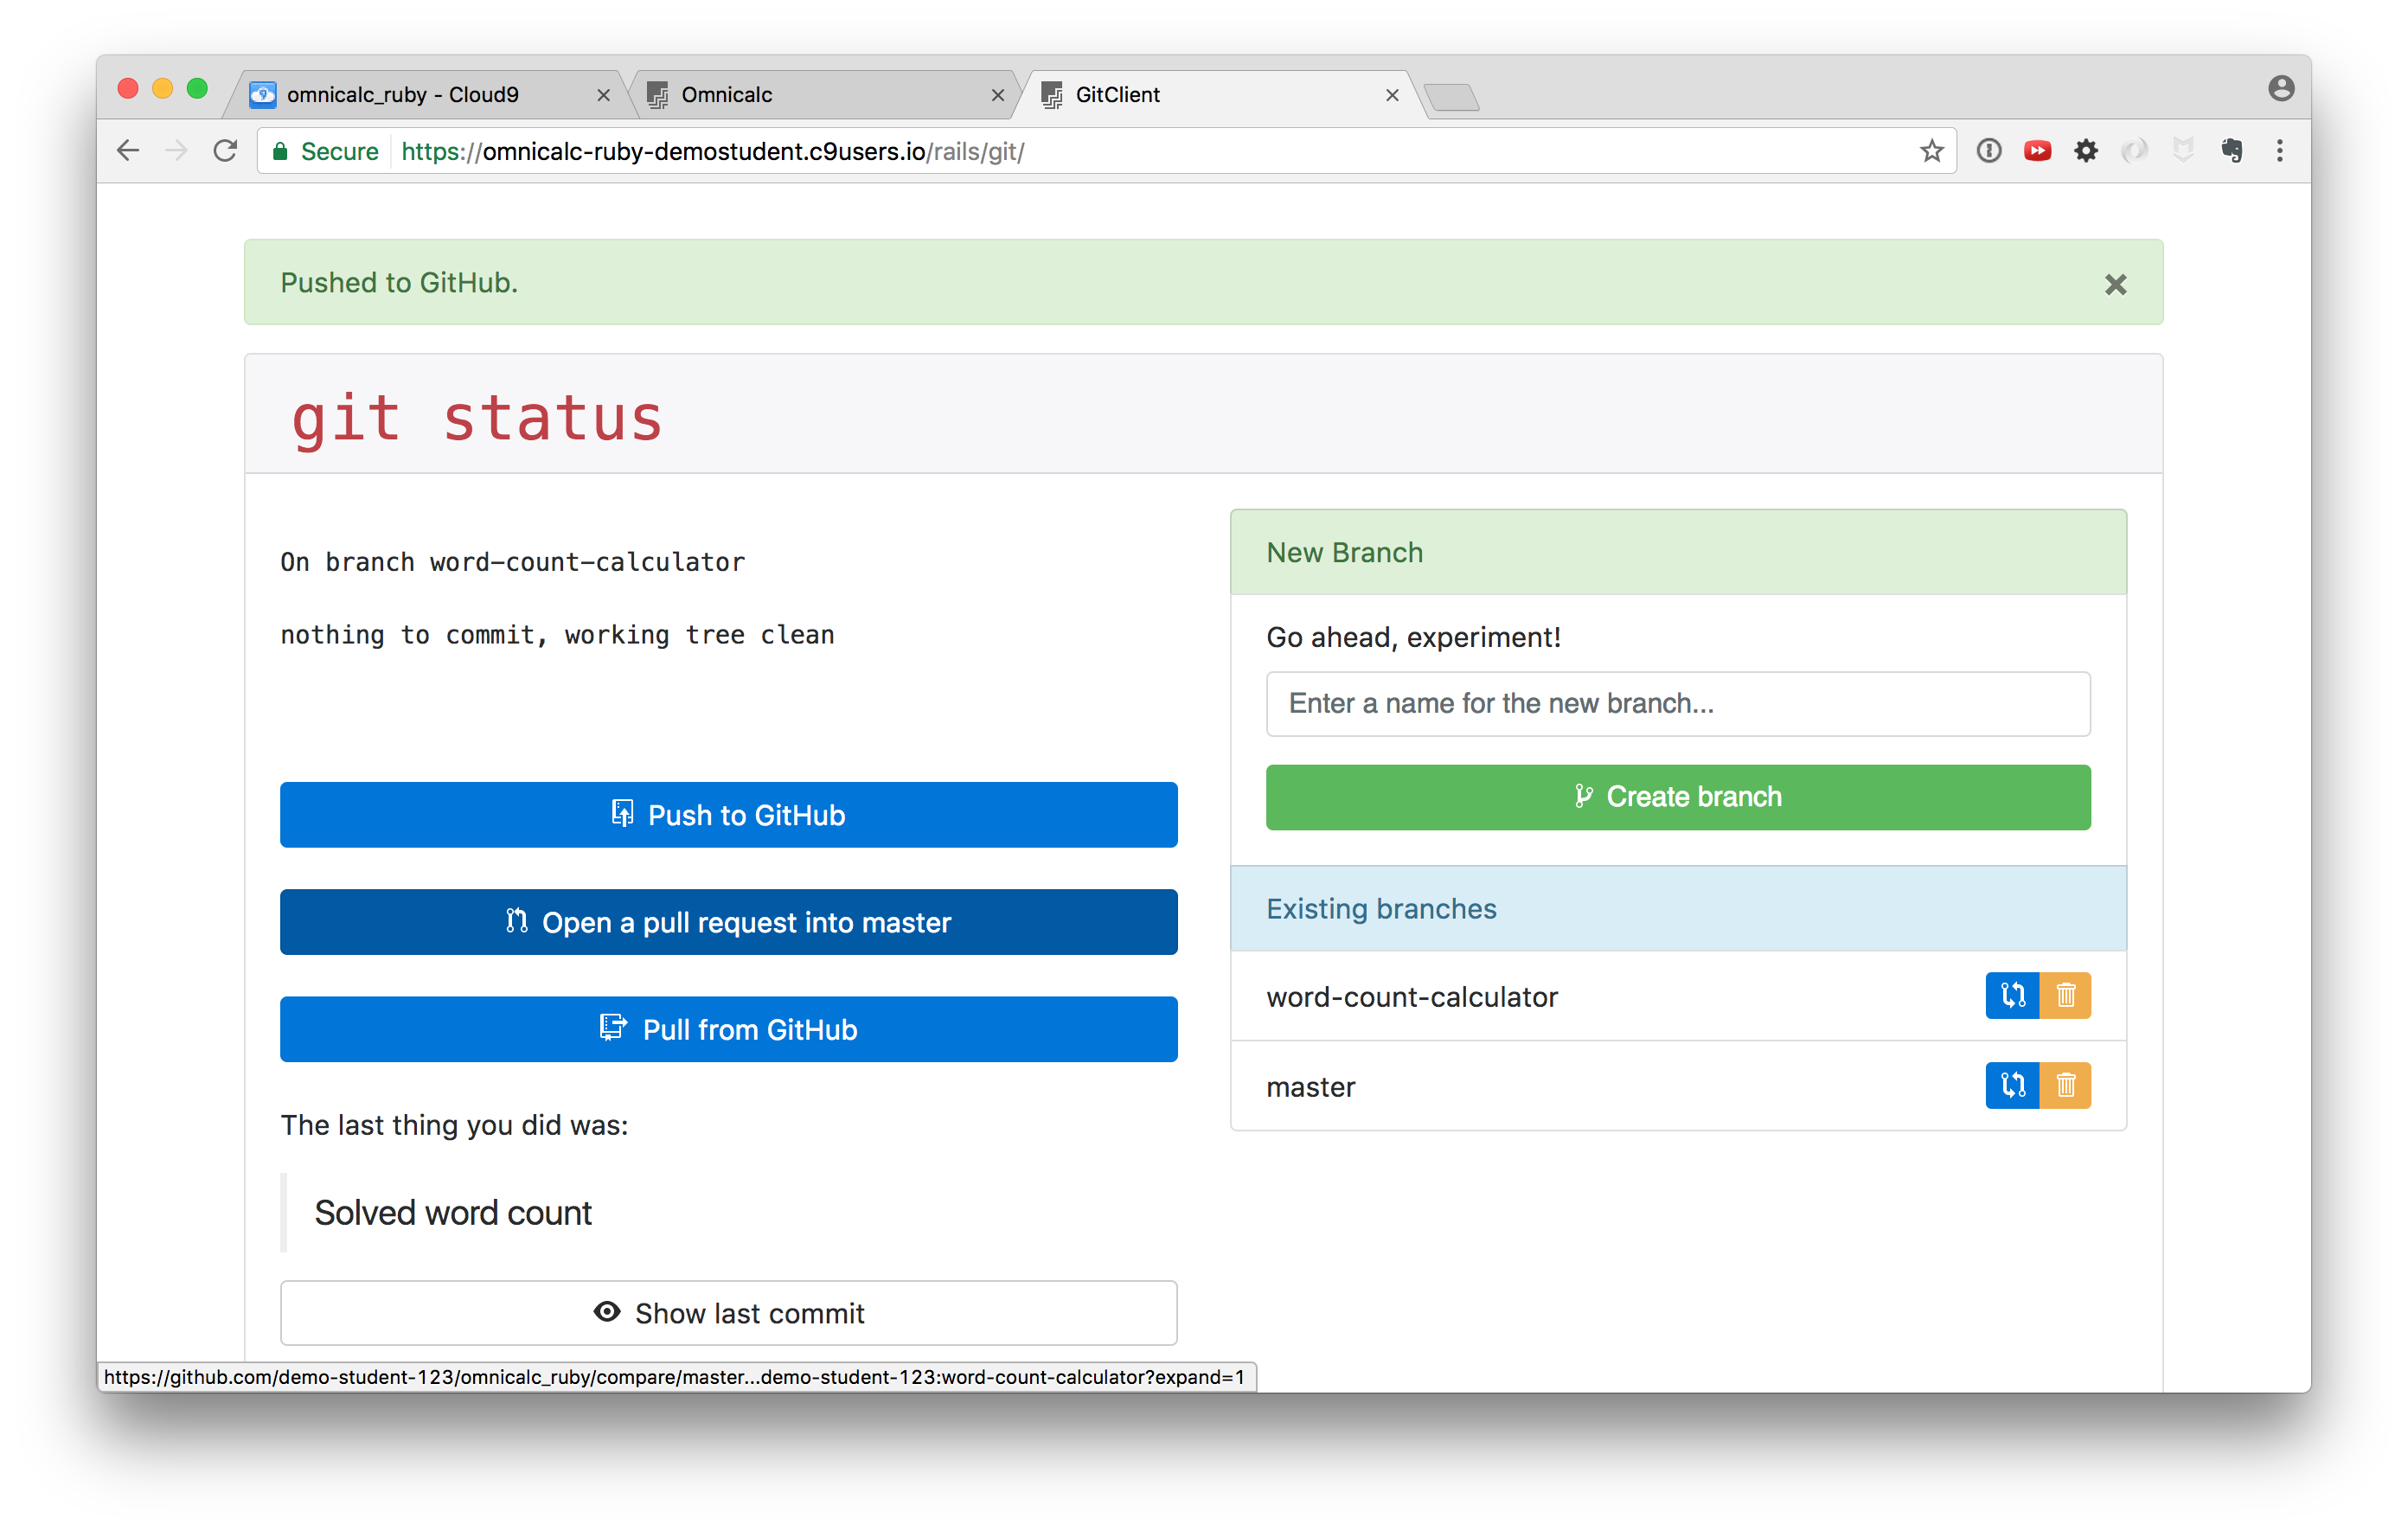 omnicalc_ruby - Cloud9
Omnicalc
GitClient
Secure https://omnicalc-ruby-demostudent.c9users.io/rails/git/
Pushed to GitHub.
git status
On branch word-count-calculator
nothing to commit, working tree clean
Push to GitHub
Open a pull request into master
Pull from GitHub
The last thing you did was:
Solved word count
Show last commit
New Branch
Go ahead, experiment!
Enter a name for the new branch...
Create branch
Existing branches
word-count-calculator
master
https://github.com/demo-student-123/omnicalc_ruby/compare/master...demo-student-123:word-count-calculator?expand=1